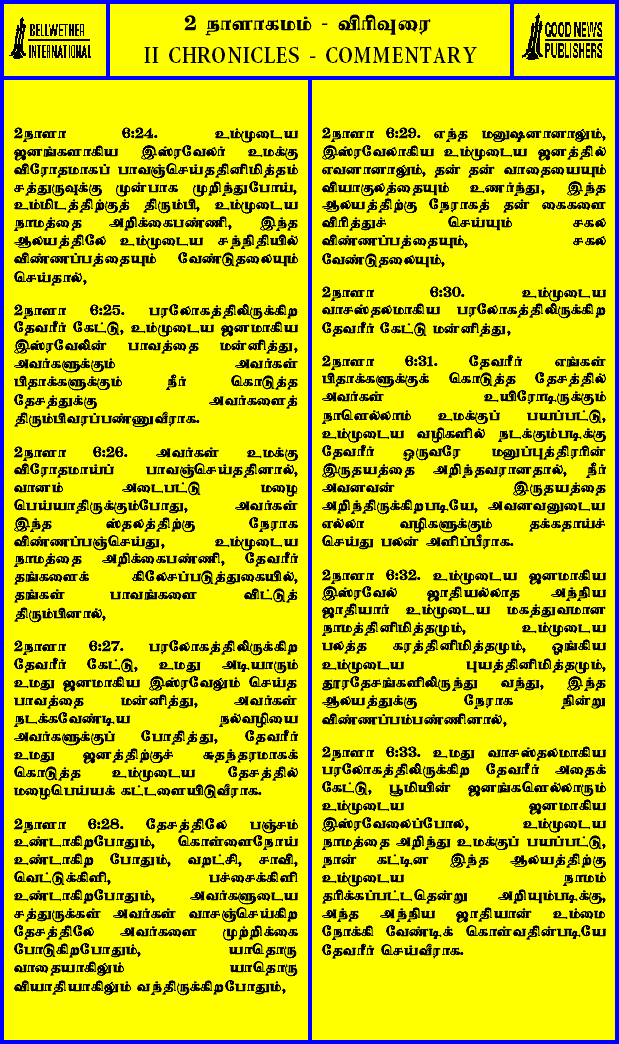 BELLWETHER
INTERNATIONAL
2 நாளாகமம் - விரிவுரை
II CHRONICLES - COMMENTARY
GOOD NEWS
PUBLISHERS
2நாளா 6:24. உம்முடைய
ஜனங்களாகிய இஸ்ரவேலர் உமக்கு
விரோதமாகப் பாவஞ்செய்ததினிமித்தம்
சத்துருவுக்கு முன்பாக முறிந்துபோய்,
உம்மிடத்திற்குத் திரும்பி, உம்முடைய
நாமத்தை அறிக்கைபண்ணி, இந்த
ஆலயத்திலே உம்முடைய சந்நிதியில்
விண்ணப்பத்தையும் வேண்டுதலையும்
செய்தால்,
2நாளா 6:25. பரலோகத்திலிருக்கிற
தேவரீர் கேட்டு, உம்முடைய ஜனமாகிய
இஸ்ரவேலின் பாவத்தை மன்னித்து,
அவர்களுக்கும் அவர்கள்
பிதாக்களுக்கும் நீர் கொடுத்த
தேசத்துக்கு அவர்களைத்
திரும்பிவரப்பண்ணுவீராக.
2நாளா 6:26. அவர்கள் உமக்கு
விரோதமாய்ப் பாவஞ்செய்ததினால்,
வானம் அடைபட்டு மழை
பெய்யாதிருக்கும்போது, அவர்கள்
இந்த ஸ்தலத்திற்கு நேராக
விண்ணப்பஞ்செய்து, உம்முடைய
நாமத்தை அறிக்கைபண்ணி, தேவரீர்
தங்களைக் கிலேசப்படுத்துகையில்,
தங்கள் பாவங்களை விட்டுத்
திரும்பினால்,
2நாளா 6:27. பரலோகத்திலிருக்கிற
தேவரீர் கேட்டு, உமது அடியாரும்
உமது ஜனமாகிய இஸ்ரவேலும் செய்த
பாவத்தை மன்னித்து, அவர்கள்
நடக்கவேண்டிய நல்வழியை
அவர்களுக்குப் போதித்து, தேவரீர்
உமது ஜனத்திற்குச் சுதந்தரமாகக்
கொடுத்த உம்முடைய தேசத்தில்
மழைபெய்யக் கட்டளையிடுவீராக.
2நாளா 6:28. தேசத்திலே பஞ்சம்
உண்டாகிறபோதும், கொள்ளைநோய்
உண்டாகிற போதும், வறட்சி, சாவி,
வெட்டுக்கிளி, பச்சைக்கிளி
உண்டாகிறபோதும், அவர்களுடைய
சத்துருக்கள் அவர்கள் வாசஞ்செய்கிற
தேசத்திலே அவர்களை முற்றிக்கை
போடுகிறபோதும், யாதொரு
வாதையாகிலும் யாதொரு
வியாதியாகிலும் வந்திருக்கிறபோதும்,
2நாளா 6:29. எந்த மனுஷனானாலும்,
இஸ்ரவேலாகிய உம்முடைய ஜனத்தில்
எவனானாலும், தன் தன் வாதையையும்
வியாகுலத்தையும் உணர்ந்து, இந்த
ஆலயத்திற்கு நேராகத் தன் கைகளை
விரித்துச் செய்யும் சகல
விண்ணப்பத்தையும், சகல
வேண்டுதலையும்,
2நாளா 6:30. உம்முடைய
வாசஸ்தலமாகிய பரலோகத்திலிருக்கிற
தேவரீர் கேட்டு மன்னித்து,
2நாளா 6:31. தேவரீர் எங்கள்
பிதாக்களுக்குக் கொடுத்த தேசத்தில்
அவர்கள் உயிரோடிருக்கும்
நாளெல்லாம் உமக்குப் பயப்பட்டு,
உம்முடைய வழிகளில் நடக்கும்படிக்கு
தேவரீர் ஒருவரே மனுப்புத்திரரின்
இருதயத்தை அறிந்தவரானதால், நீர்
அவனவன் இருதயத்தை
அறிந்திருக்கிறபடியே, அவனவனுடைய
எல்லா வழிகளுக்கும் தக்கதாய்ச்
செய்து பலன் அளிப்பீராக.
2நாளா 6:32. உம்முடைய ஜனமாகிய
இஸ்ரவேல் ஜாதியல்லாத அந்நிய
ஜாதியார் உம்முடைய மகத்துவமான
நாமத்தினிமித்தமும், உம்முடைய
பலத்த கரத்தினிமித்தமும், ஓங்கிய
உம்முடைய புயத்தினிமித்தமும்,
தூரதேசங்களிலிருந்து வந்து, இந்த
ஆலயத்துக்கு நேராக நின்று
விண்ணப்பம்பண்ணினால்,
2நாளா 6:33. உமது வாசஸ்தலமாகிய
பரலோகத்திலிருக்கிற தேவரீர் அதைக்
கேட்டு, பூமியின் ஜனங்களெல்லாரும்
உம்முடைய ஜனமாகிய
இஸ்ரவேலைப்போல, உம்முடைய
நாமத்தை அறிந்து உமக்குப் பயப்பட்டு,
நான் கட்டின இந்த ஆலயத்திற்கு
உம்முடைய நாமம்
தரிக்கப்பட்டதென்று அறியும்படிக்கு,
அந்த அந்நிய ஜாதியான் உம்மை
நோக்கி வேண்டிக் கொள்வதின்படியே
தேவரீர் செய்வீராக.